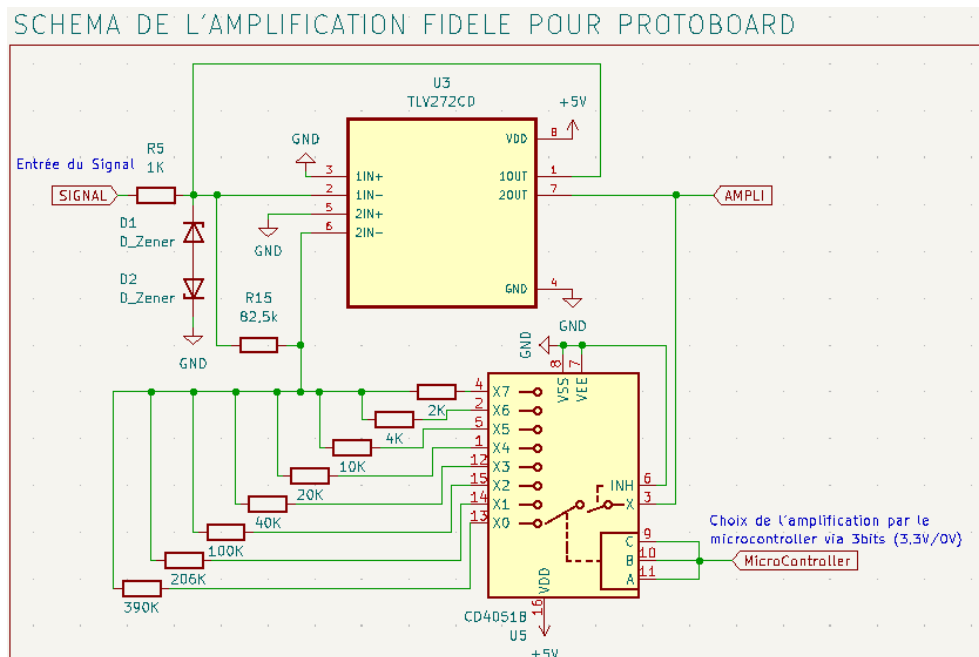 SCHEMA DE L'AMPLIFICATION FIDELE POUR PROTOBOARD
U3
TLV272CD
+5V
GND
VDD
8
R5
1K
Entrée du Signal
SIGNAL
3
1IN+
1OUT
1
2
1IN-
2OUT
7
AMPLI
5
2IN+
6
2IN-
GND
D1
D_Zener
D2
D_Zener
GND
4
GND
R15
82,5k
GND
GND
8
7
VSS
VEE
4
X7
2K
2
X6
4K
5
X5
10K
1
X4
20K
12
X3
40K
15
X2
100K
14
X1
206K
13
X0
390K
INH
6
X
3
Choix de l'amplification par le
microcontroller via 3bits (3,3V/0V)
C
9
B
10
A
11
MicroController
VDD
16
CD4051B
U5
+5V